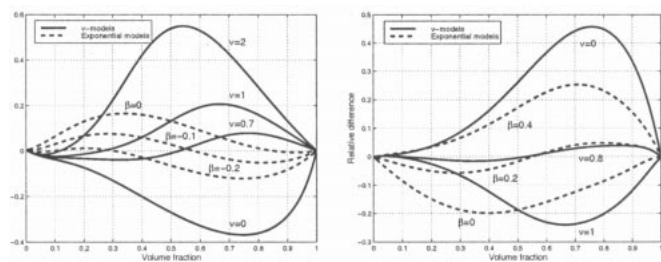 0.6
0.4
0.2
0
-0.2
-0.4
ν-models
Exponential models
ν=2
ν=1
ν=0.7
β=0
β=-0.1
β=-0.2
ν=0
0 0.1 0.2 0.3 0.4 0.5 0.6 0.7 0.8 0.9 1
Volume fraction
Relative difference
0.5
0.4
0.3
0.2
0.1
0
-0.1
-0.2
-0.3
ν-models
Exponential models
ν=0
β=0.4
ν=0.8
β=0.2
β=0
ν=1
0 0.1 0.2 0.3 0.4 0.5 0.6 0.7 0.8 0.9 1
Volume fraction